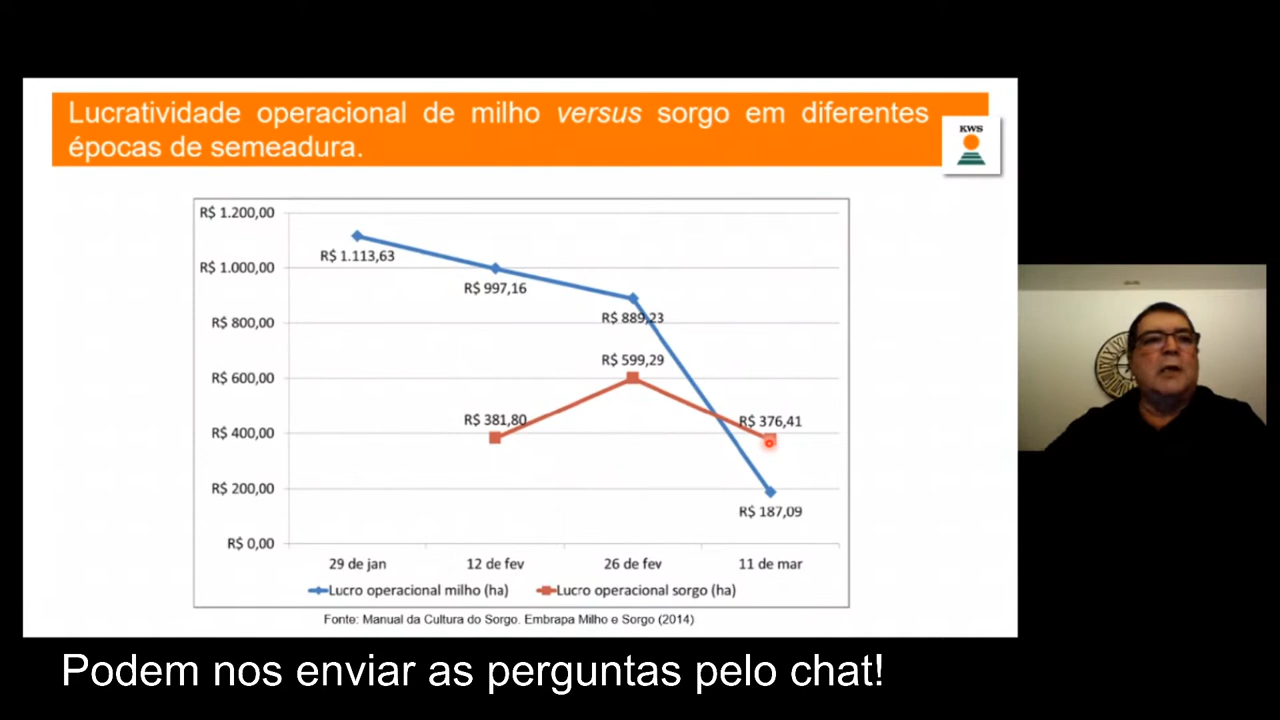 Lucratividade operacional de milho versus sorgo em diferentes
épocas de semeadura.
KWS
R$ 1.200,00
R$ 1.000,00
R$ 800,00
R$ 600,00
R$ 400,00
R$ 200,00
R$ 0,00
R$ 1.113,63
R$ 997,16
R$ 889,23
R$ 599,29
R$ 381,80
R$ 376,41
R$ 187,09
29 de jan
12 de fev
26 de fev
11 de mar
Lucro operacional milho (ha)
Lucro operacional sorgo (ha)
Fonte: Manual da Cultura do Sorgo. Embrapa Milho e Sorgo (2014)
Podem nos enviar as perguntas pelo chat!